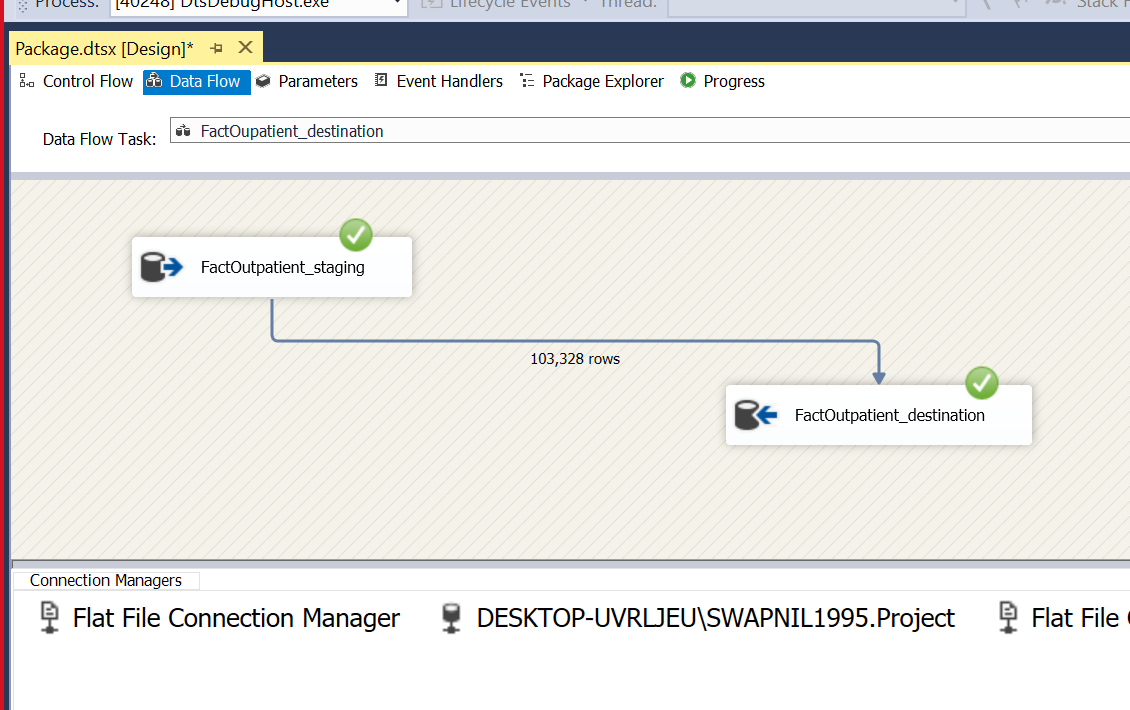 Process: [40248] DtsDebugHost.exe Lifecycle Events Thread: Stack
Package.dtsx [Design]*
Control Flow Data Flow Parameters Event Handlers Package Explorer Progress
Data Flow Task: FactOupatient_destination
FactOutpatient_staging
103,328 rows
FactOutpatient_destination
Connection Managers
Flat File Connection Manager DESKTOP-UVRLJEU\SWAPNIL1995.Project Flat File